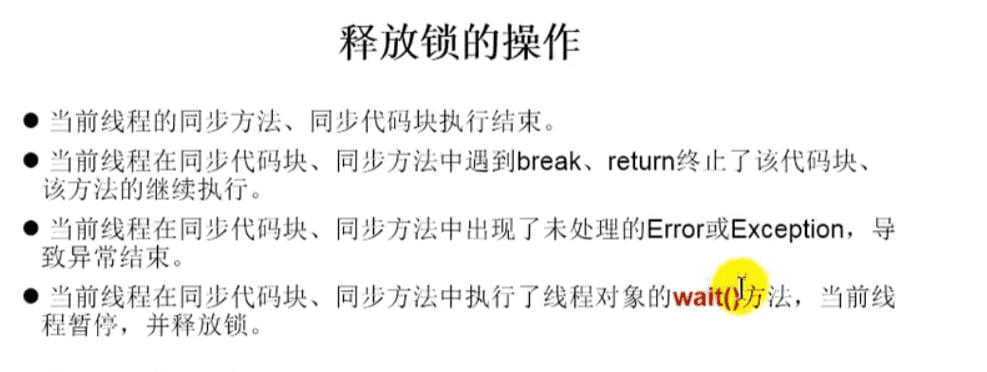 释放锁的操作
● 当前线程的同步方法、同步代码块执行结束。
● 当前线程在同步代码块、同步方法中遇到break、return终止了该代码块、
该方法的继续执行。
● 当前线程在同步代码块、同步方法中出现了未处理的Error或Exception，导
致异常结束。
● 当前线程在同步代码块、同步方法中执行了线程对象的wait()方法，当前线
程暂停，并释放锁。